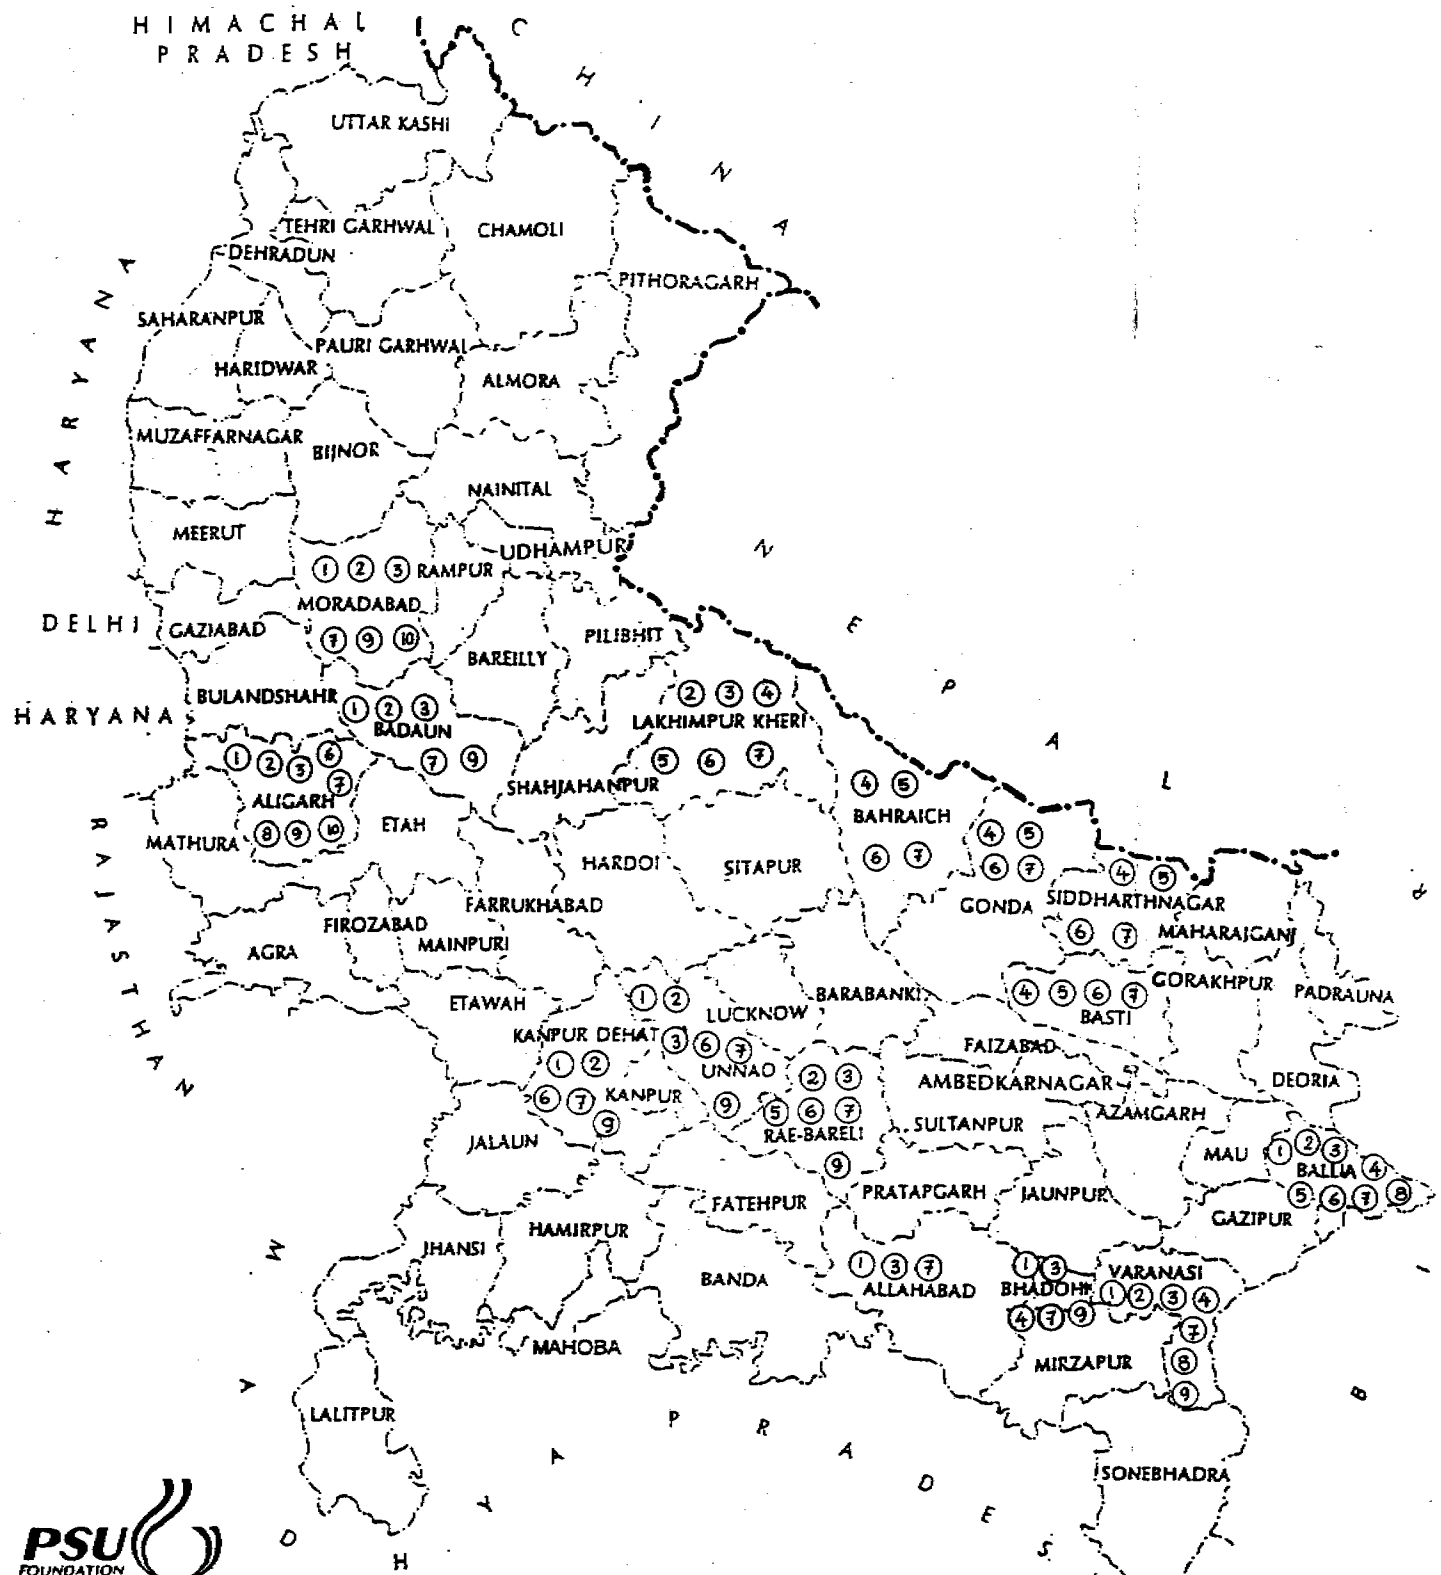 HIMACHAL
PRADESH
CHINA
UTTAR KASHI
TEHRI GARHWAL
CHAMOLI
DEHRADUN
PITHORAGARH
HARYANA
SAHARANPUR
PAURI GARHWAL
HARIDWAR
ALMORA
MUZAFFARNAGAR
BIJNOR
NAINITAL
MEERUT
UDHAMPUR
NEPAL
1 2 3 RAMPUR
MORADABAD
DELHI
GAZIABAD
7 9 10
PILIBHIT
BAREILLY
BULANDSHAHR
HARYANA
1 2 3
BADAUN
7 9
2 3 4
LAKHIMPUR KHERI
5 6 7
1 2 3 6 7
ALIGARH
8 9 10
SHAHJAHANPUR
4 5
BAHRAICH
6 7
RAJASTHAN
MATHURA
ETAH
HARDOI
SITAPUR
4 5
6 7
GONDA
4 5
SIDDHARTHNAGAR
6 7
MAHARAJGANJ
FARRUKHABAD
FIROZABAD
MAINPURI
AGRA
ETAWAH
1 2
LUCKNOW
BARABANKI
4 5 6 7
BASTI
GORAKHPUR
PADRAUNA
KANPUR DEHAT
3 6 7
UNNAO
9
1 2
6 7
KANPUR
9
FAIZABAD
AMBEDKARNAGAR
DEORIA
2 3
5 6 7
RAE-BARELI
9
SULTANPUR
AZAMGARH
JALAUN
MAU
1 2 3 4
BALLIA
5 6 7 8
FATEHPUR
PRATAPGARH
JAUNPUR
GAZIPUR
HAMIRPUR
JHANSI
BANDA
1 3 7
ALLAHABAD
1 3
BHADOHI
4 7 9
VARANASI
1 2 3 4
7
8
9
MAHOBA
MIRZAPUR
LALITPUR
SONEBHADRA
MADHYA PRADES
B I
PSU
FOUNDATION